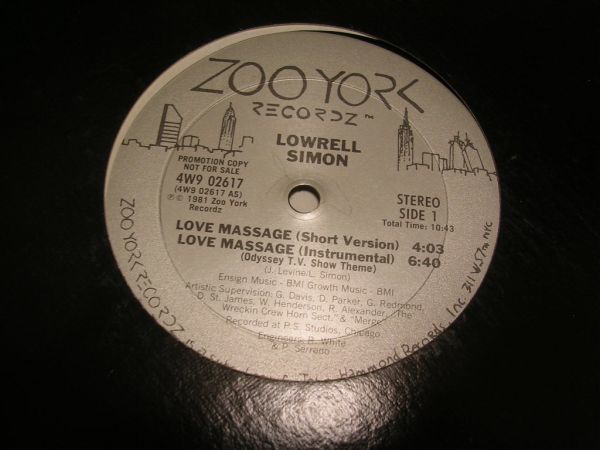 ZOO YORK
RECORDZ™
LOWRELL
SIMON
PROMOTION COPY
NOT FOR SALE
4W9 02617
(4W9 02617 AS)
℗ © 1981 Zoo York
Recordz
STEREO
SIDE 1
Total Time: 10:43
LOVE MASSAGE (Short Version) 4:03
LOVE MASSAGE (Instrumental) 6:40
(Odyssey T.V. Show Theme)
(J. Levine/L. Simon)
Ensign Music - BMI Growth Music - BMI
Artistic Supervision: G. Davis, D. Parker, G. Redmond,
D. St. James, W. Henderson, R. Alexander, "The
Wreckin Crew Horn Sect." & "Mercy"
Recorded at P.S. Studios, Chicago
Engineers: B. White
& P. Serreno
ZOO YORK RECORDZ is a Hammond Records, Inc. 311 W. 57TH NYC